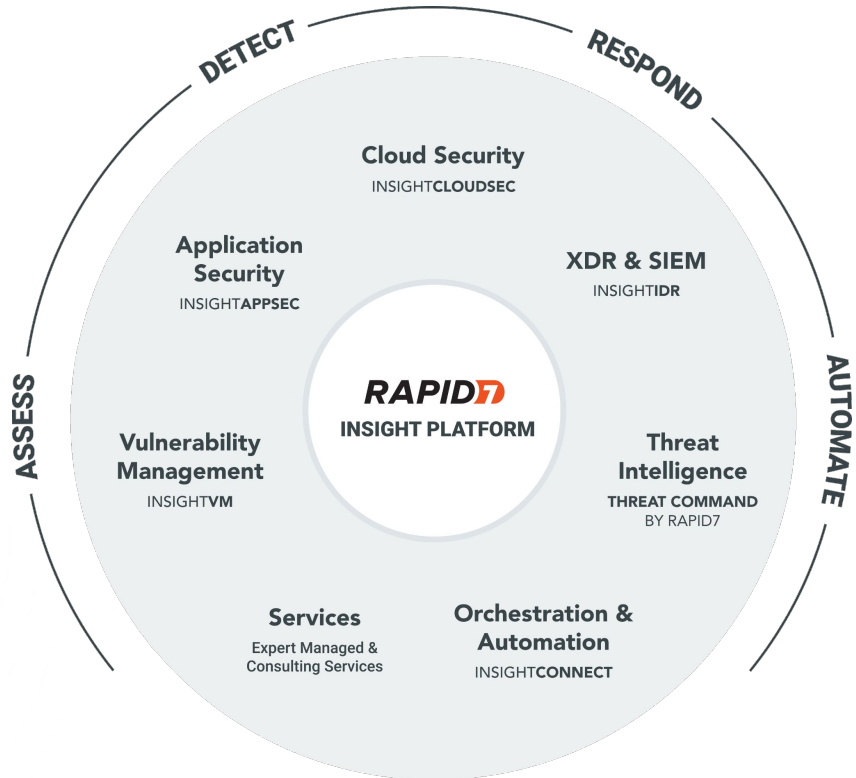 DETECT
RESPOND
ASSESS
AUTOMATE
Cloud Security
INSIGHTCLOUDSEC
Application
Security
INSIGHTAPPSEC
XDR & SIEM
INSIGHTIDR
RAPID7
INSIGHT PLATFORM
Vulnerability
Management
INSIGHTVM
Threat
Intelligence
THREAT COMMAND
BY RAPID7
Services
Expert Managed &
Consulting Services
Orchestration &
Automation
INSIGHTCONNECT